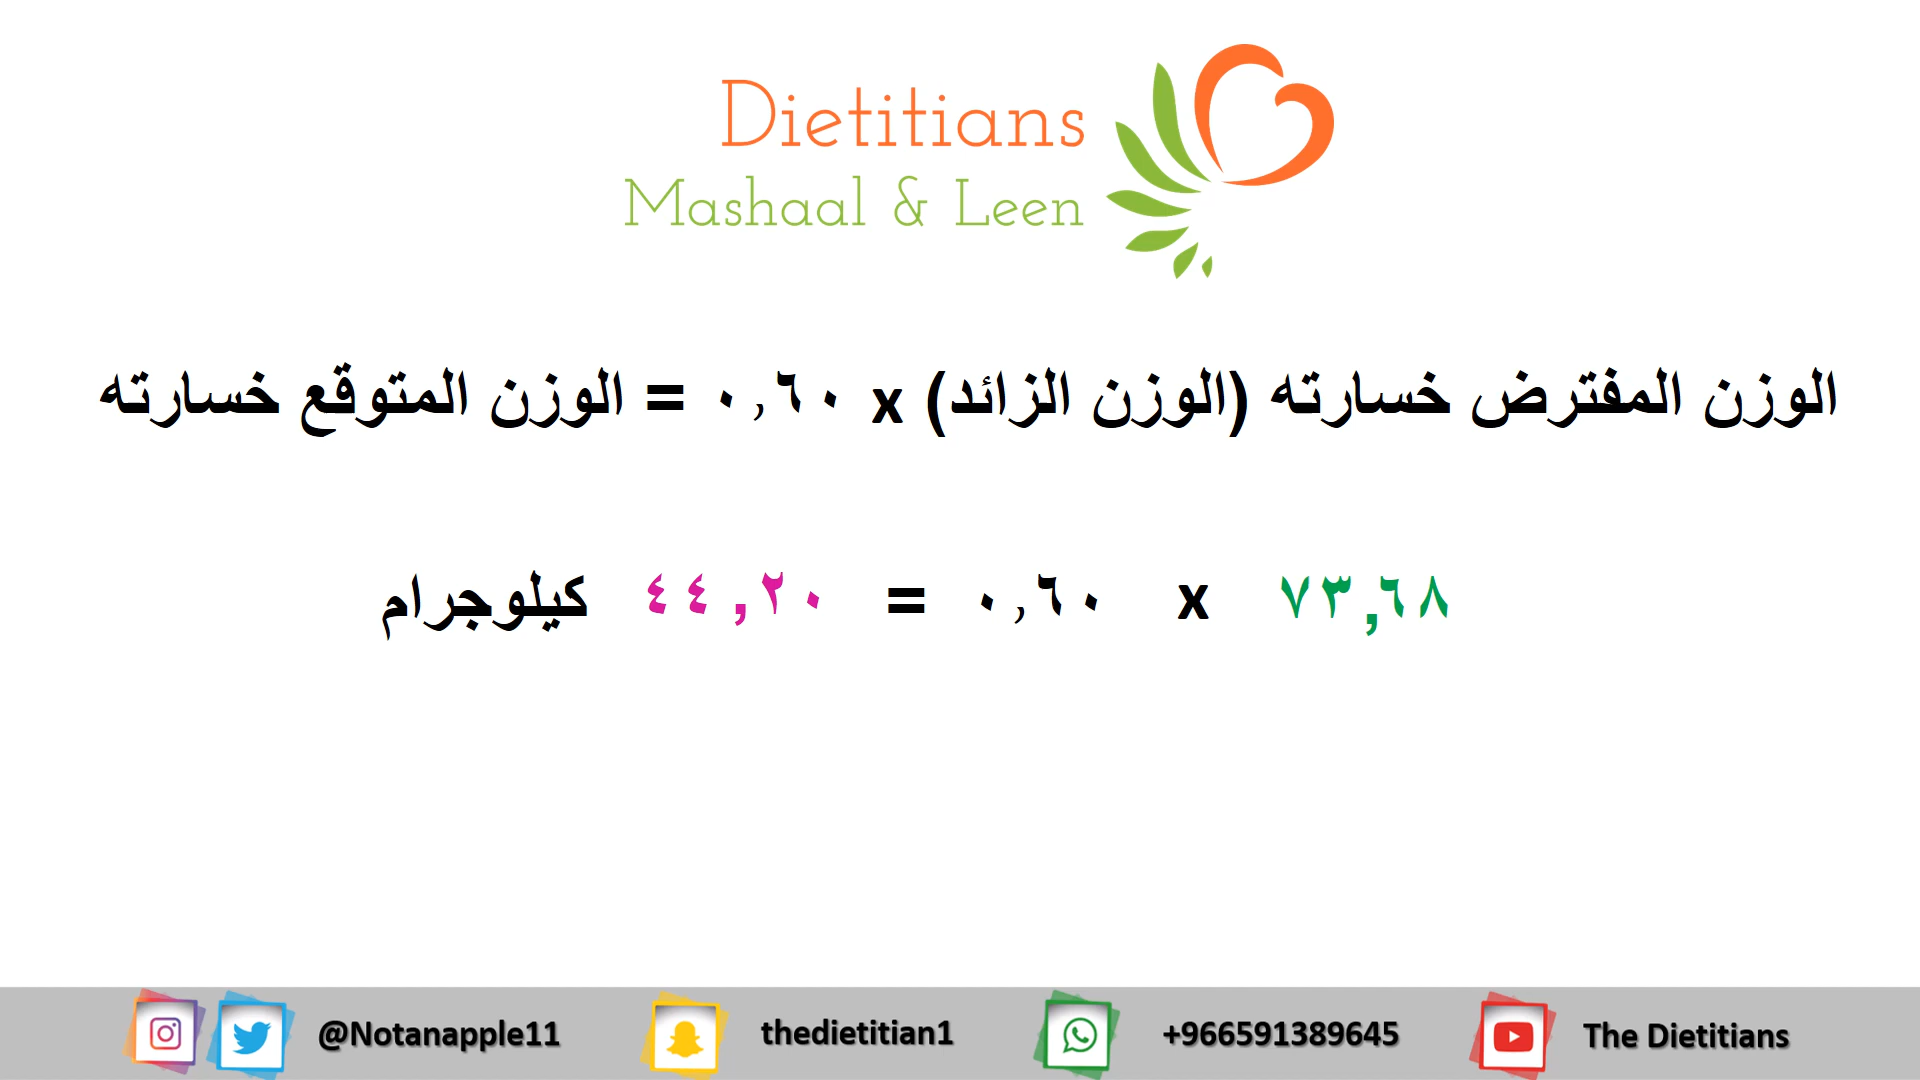 Dietitians
Mashaal & Leen
الوزن المفترض خسارته (الوزن الزائد) x ٠,٦٠ = الوزن المتوقع خسارته
٧٣,٦٨ x ٠,٦٠ = ٤٤,٢٠ كيلوجرام
@Notanapple11 thedietitian1 +966591389645 The Dietitians